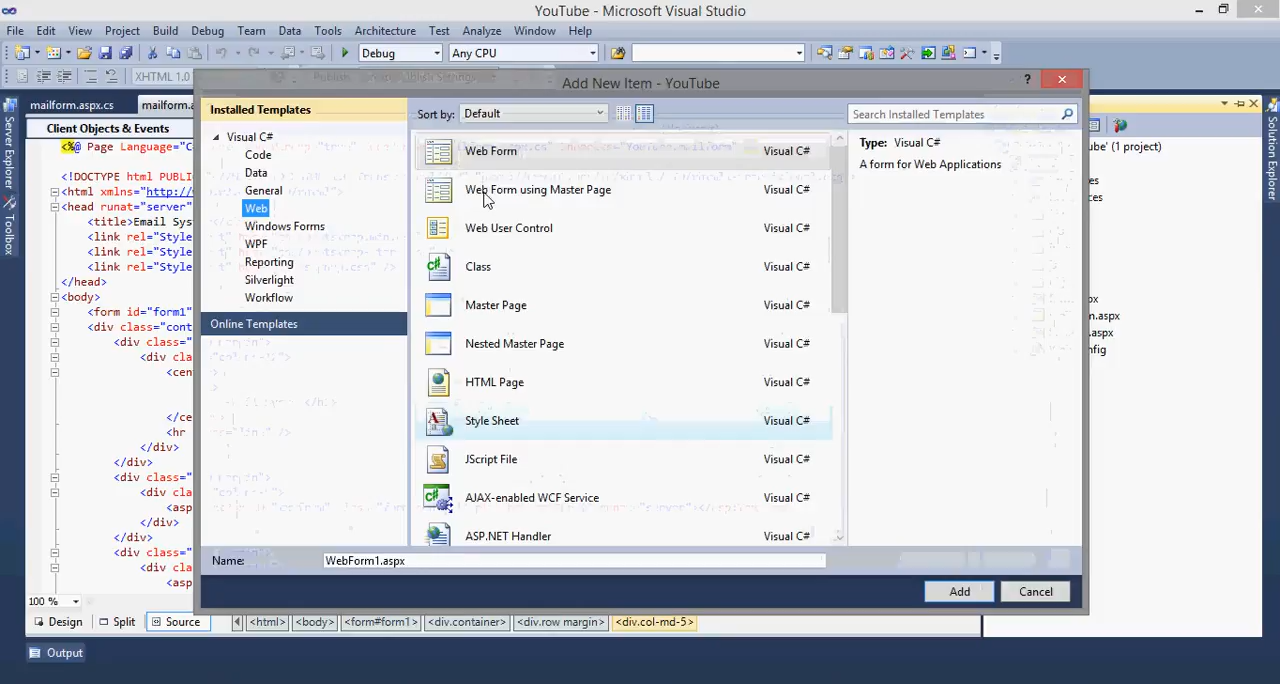 YouTube - Microsoft Visual Studio
File Edit View Project Build Debug Team Data Tools Architecture Test Analyze Window Help
Debug Any CPU
XHTML 1.0
Add New Item - YouTube
mailform.aspx.cs mailform.a
Client Objects & Events
Server Explorer
Toolbox
Solution Explorer
<%@ Page Language="C
<!DOCTYPE html PUBLIC
<html xmlns="http://w
<head runat="server"
<title>Email Sys
<link rel="Style
<link rel="Style
<link rel="Style
</head>
<body>
<form id="form1"
<div class="cont
<div class="
<div cla
<cen
</ce
<hr
</div>
</div>
<div class="
<div cla
<asp
</div>
</div>
<div class="
<div cla
<asp
Installed Templates
Visual C#
Code
Data
General
Web
Windows Forms
WPF
Reporting
Silverlight
Workflow
Online Templates
Sort by: Default
Search Installed Templates
Web Form Visual C#
Web Form using Master Page Visual C#
Web User Control Visual C#
Class Visual C#
Master Page Visual C#
Nested Master Page Visual C#
HTML Page Visual C#
Style Sheet Visual C#
JScript File Visual C#
AJAX-enabled WCF Service Visual C#
ASP.NET Handler Visual C#
Type: Visual C#
A form for Web Applications
be' (1 project)
es
ces
px
m.aspx
.aspx
nfig
Name: WebForm1.aspx
Add Cancel
100 %
Design Split Source <html> <body> <form#form1> <div.container> <div.row margin> <div.col-md-5>
Output